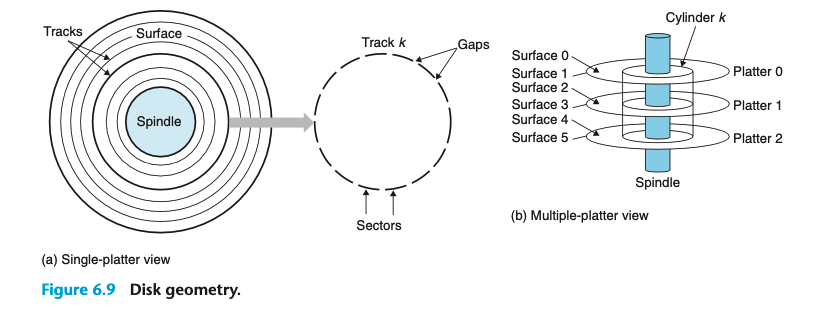 Tracks
Surface
Spindle
Track k
Gaps
Sectors
(a) Single-platter view
Cylinder k
Surface 0
Surface 1
Surface 2
Surface 3
Surface 4
Surface 5
Platter 0
Platter 1
Platter 2
Spindle
(b) Multiple-platter view
Figure 6.9 Disk geometry.